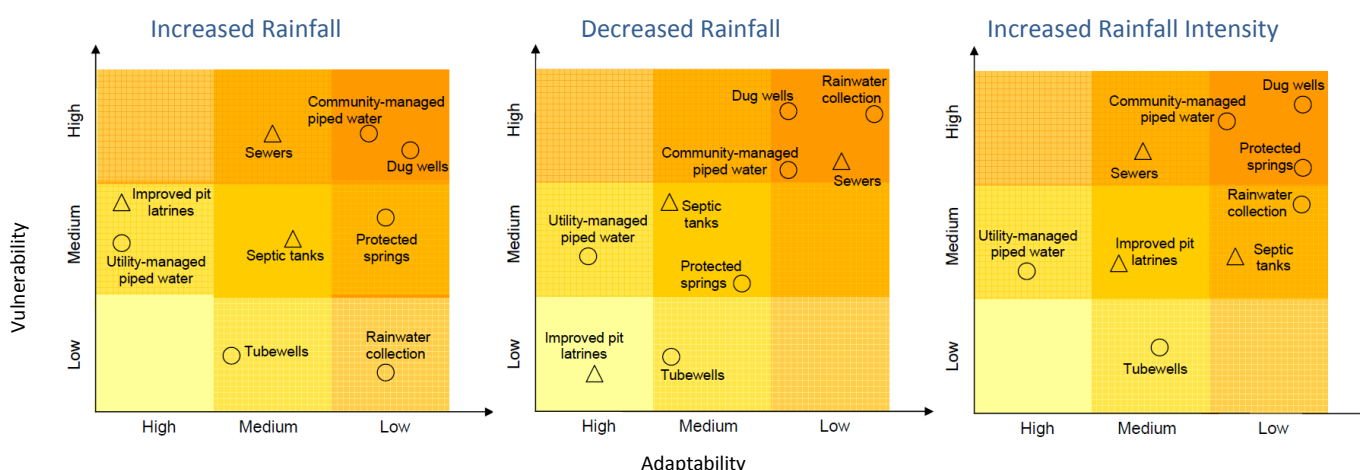 Increased Rainfall
High
Medium
Low
Community-managed
piped water
Sewers
Dug wells
Improved pit
latrines
Utility-managed
piped water
Septic tanks
Protected
springs
Tubewells
Rainwater
collection
High
Medium
Low
Decreased Rainfall
High
Medium
Low
Dug wells
Rainwater
collection
Community-managed
piped water
Sewers
Septic
tanks
Utility-managed
piped water
Protected
springs
Improved pit
latrines
Tubewells
High
Medium
Low
Increased Rainfall Intensity
High
Medium
Low
Dug wells
Community-managed
piped water
Sewers
Protected
springs
Rainwater
collection
Utility-managed
piped water
Improved pit
latrines
Septic
tanks
Tubewells
High
Medium
Low
Vulnerability
Adaptability